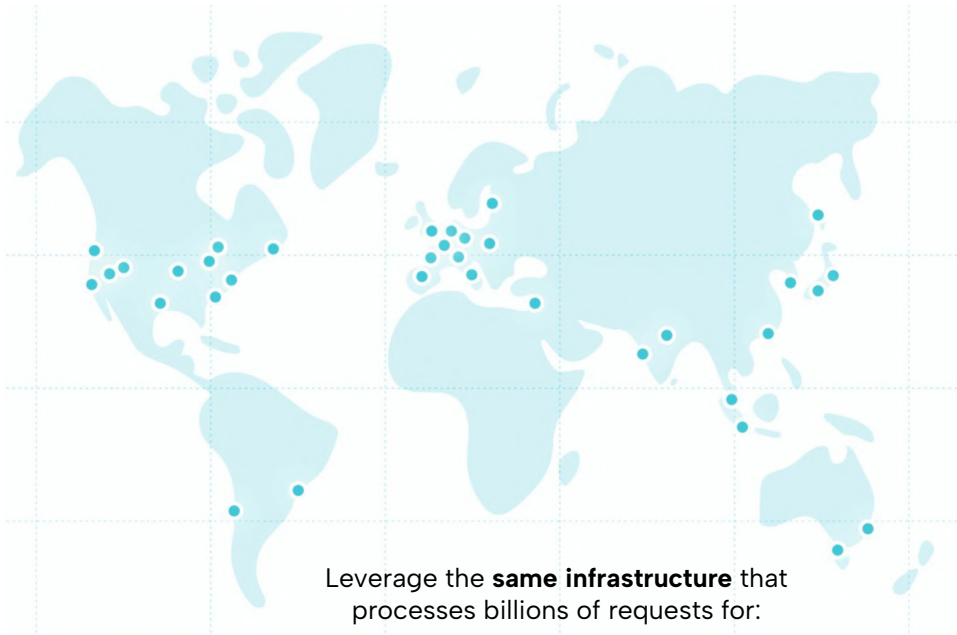 Leverage the same infrastructure that
processes billions of requests for: